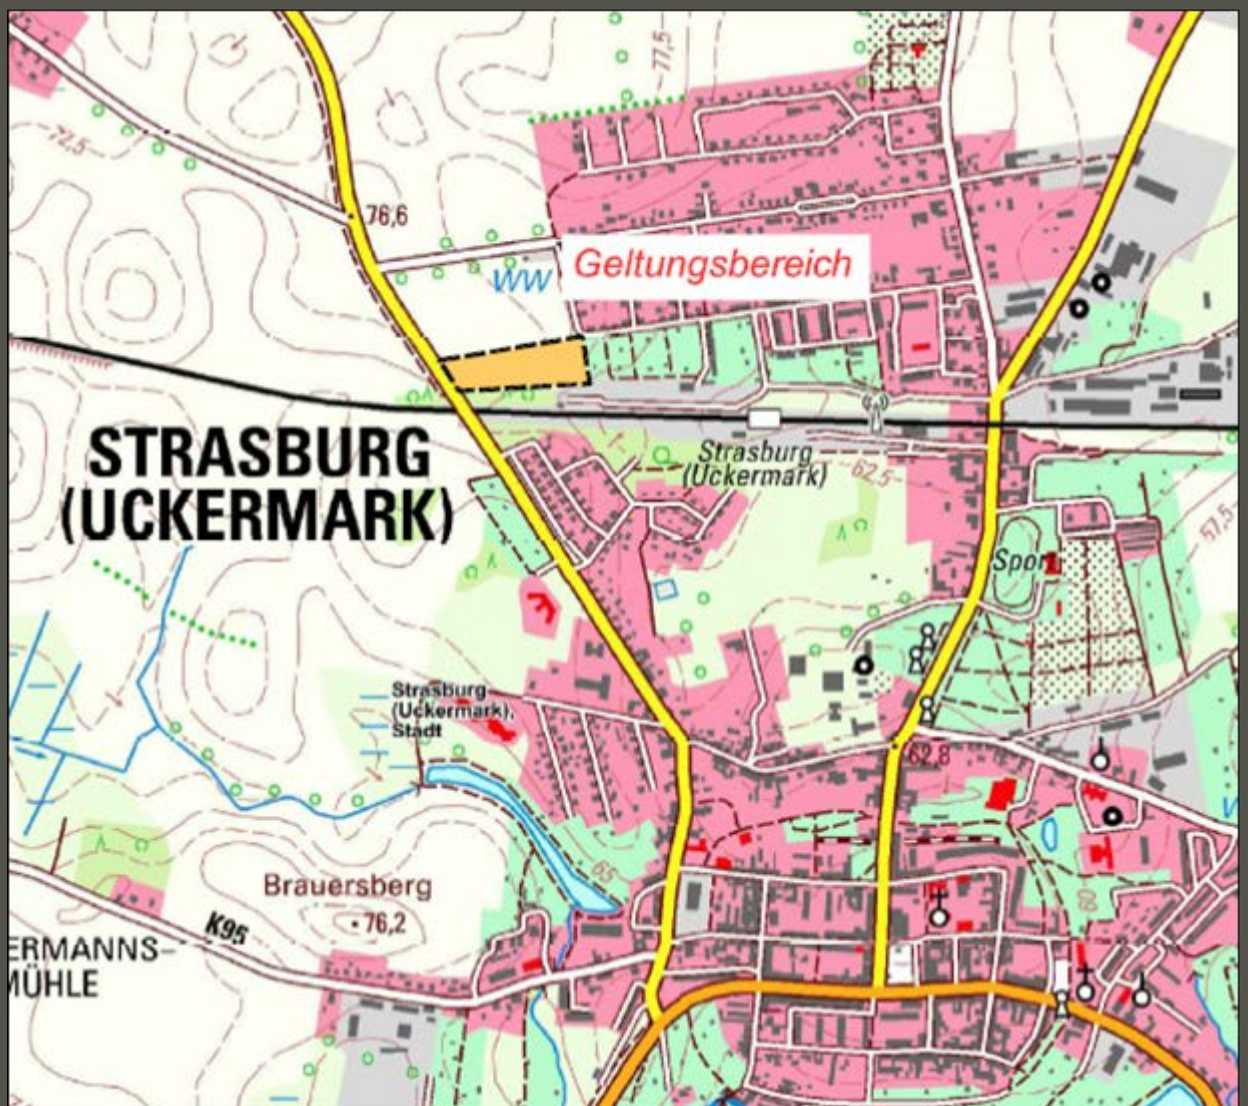 77,5
72,5
76,6
Geltungsbereich
WW
STRASBURG
(UCKERMARK)
Strasburg
(Uckermark)
62,5
57,5
Sport
Strasburg
(Uckermark),
Stadt
62,8
65
Brauersberg
76,2
60
K95
ERMANNS-
MÜHLE